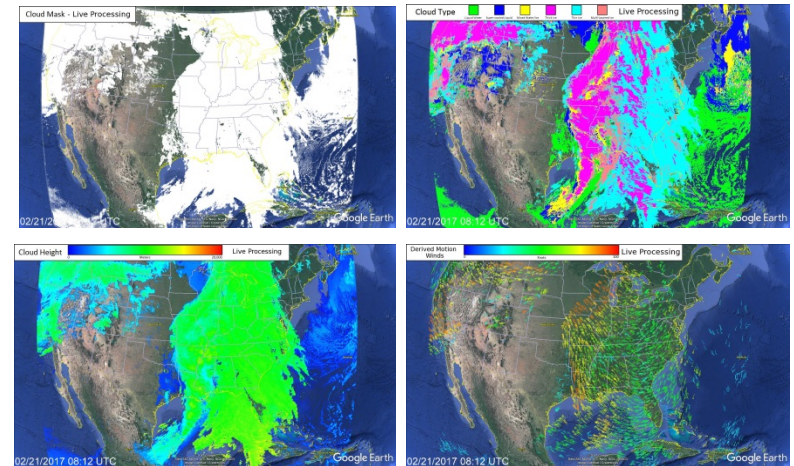 Cloud Mask - Live Processing
02/21/2017 08:12 UTC
Google Earth
Cloud Type
Live Processing
02/21/2017 08:12 UTC
Google Earth
Cloud Height
Meters
Live Processing
02/21/2017 08:12 UTC
Google Earth
Derived Motion
Winds
Live Processing
02/21/2017 08:12 UTC
Google Earth